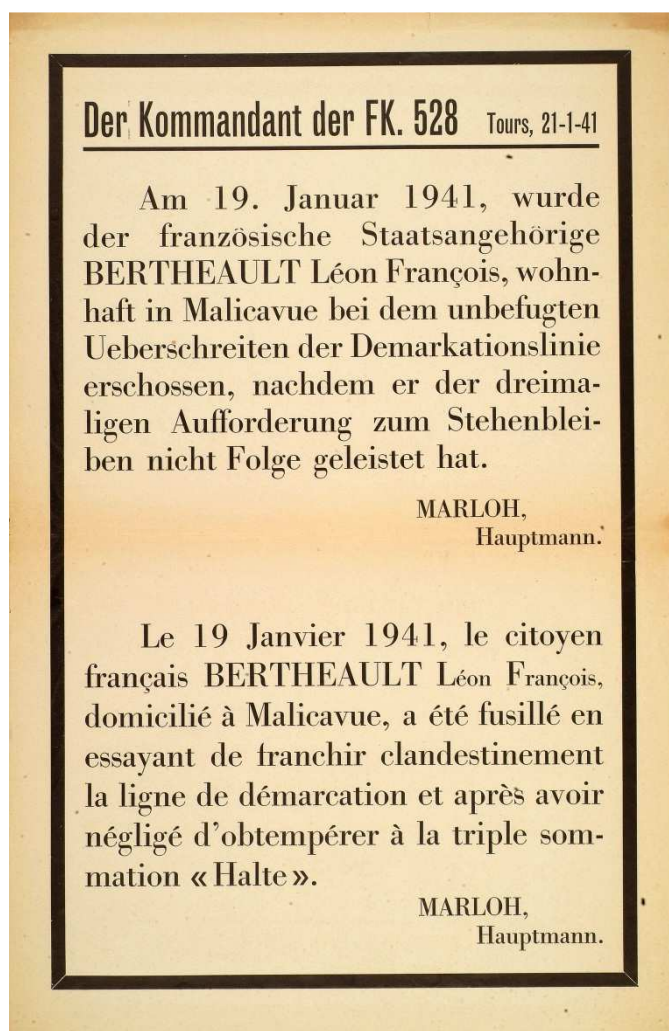 Der Kommandant der FK. 528 Tours, 21-1-41
Am 19. Januar 1941, wurde
der französische Staatsangehörige
BERTHEAULT Léon François, wohn-
haft in Malicavue bei dem unbefugten
Ueberschreiten der Demarkationslinie
erschossen, nachdem er der dreima-
ligen Aufforderung zum Stehenblei-
ben nicht Folge geleistet hat.
MARLOH,
Hauptmann.
Le 19 Janvier 1941, le citoyen
français BERTHEAULT Léon François,
domicilié à Malicavue, a été fusillé en
essayant de franchir clandestinement
la ligne de démarcation et après avoir
négligé d'obtempérer à la triple som-
mation « Halte ».
MARLOH,
Hauptmann.